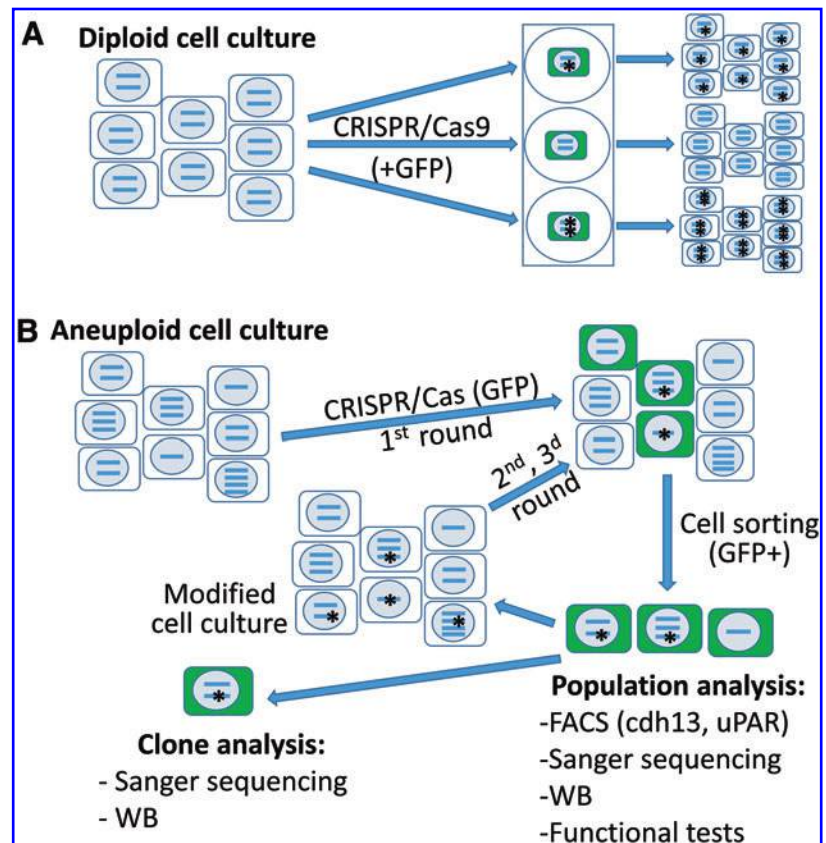 A Diploid cell culture
CRISPR/Cas9
(+GFP)
B Aneuploid cell culture
CRISPR/Cas (GFP)
1st round
2nd, 3d
round
Cell sorting
(GFP+)
Modified
cell culture
Clone analysis:
- Sanger sequencing
- WB
Population analysis:
-FACS (cdh13, uPAR)
-Sanger sequencing
-WB
-Functional tests